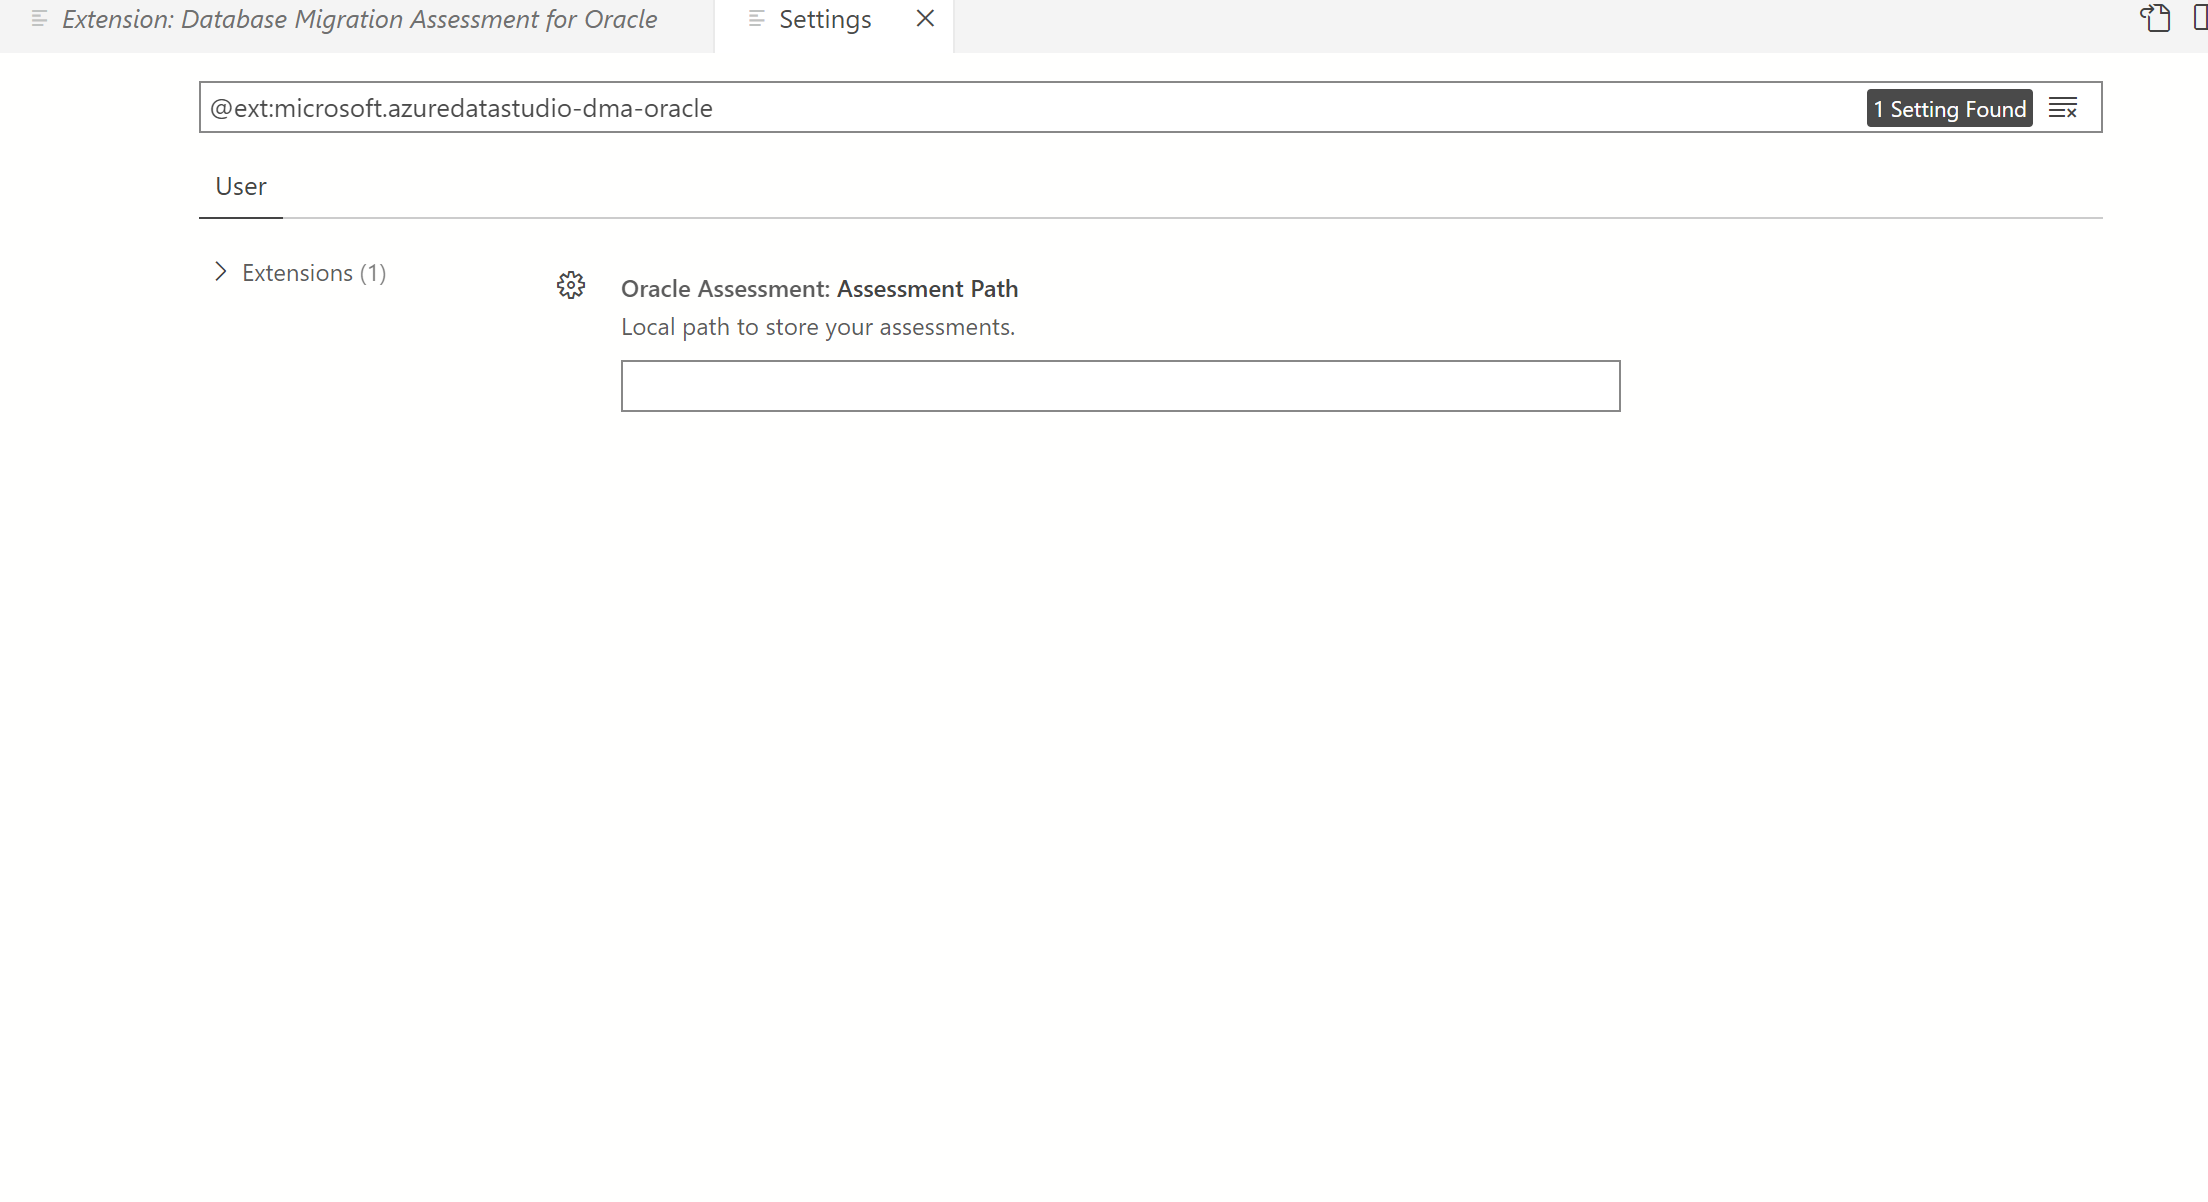 Extension: Database Migration Assessment for Oracle
Settings
@ext:microsoft.azuredatastudio-dma-oracle
1 Setting Found
User
Extensions (1)
Oracle Assessment: Assessment Path
Local path to store your assessments.